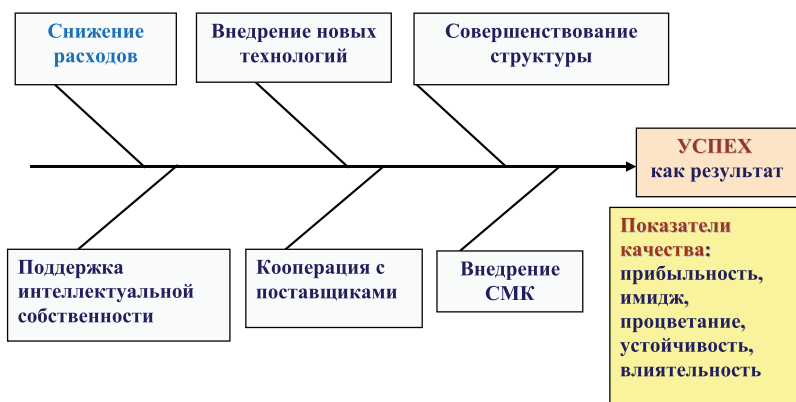 Снижение
расходов
Внедрение новых
технологий
Совершенствование
структуры
УСПЕХ
как результат
Поддержка
интеллектуальной
собственности
Кооперация с
поставщиками
Внедрение
СМК
Показатели
качества:
прибыльность,
имидж,
процветание,
устойчивость,
влиятельность